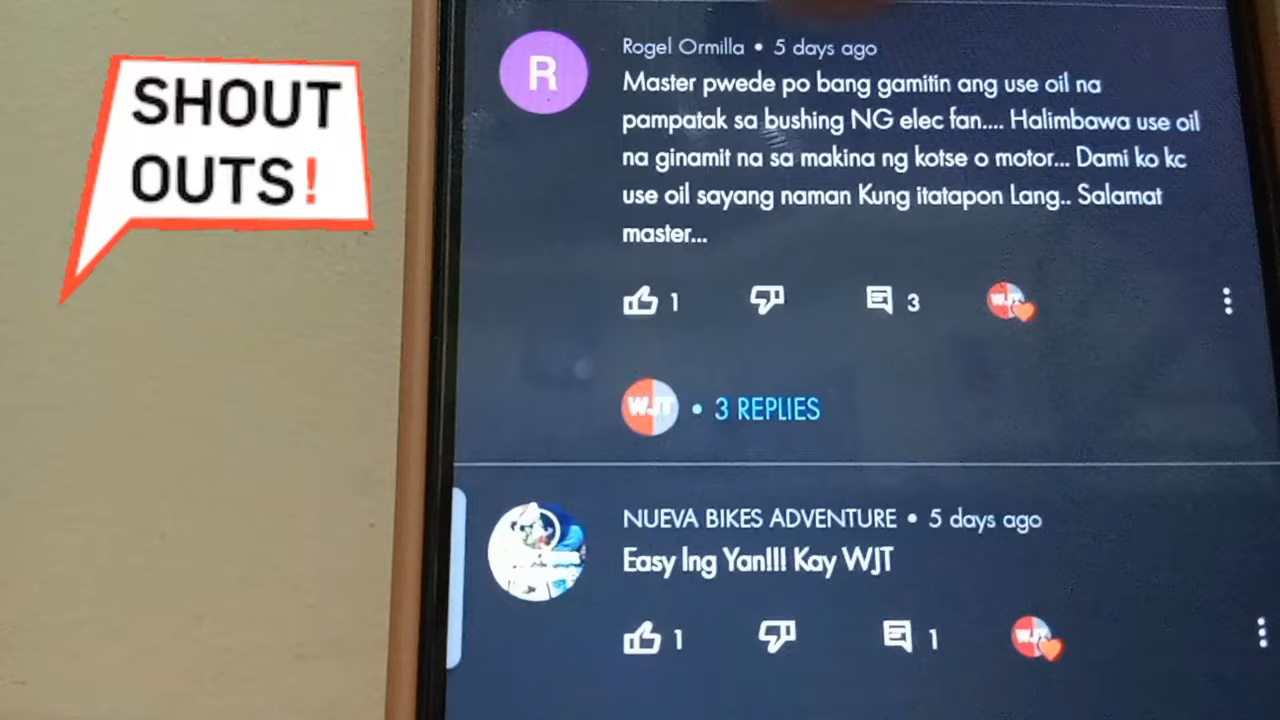 SHOUT
OUTS!
R
Rogel Ormilla • 5 days ago
Master pwede po bang gamitin ang use oil na
pampatak sa bushing NG elec fan.... Halimbawa use oil
na ginamit na sa makina ng kotse o motor... Dami ko kc
use oil sayang naman Kung itatapon Lang.. Salamat
master...
1
3
WJT
WJT • 3 REPLIES
NUEVA BIKES ADVENTURE • 5 days ago
Easy lng Yan!!! Kay WJT
1
1
WJT